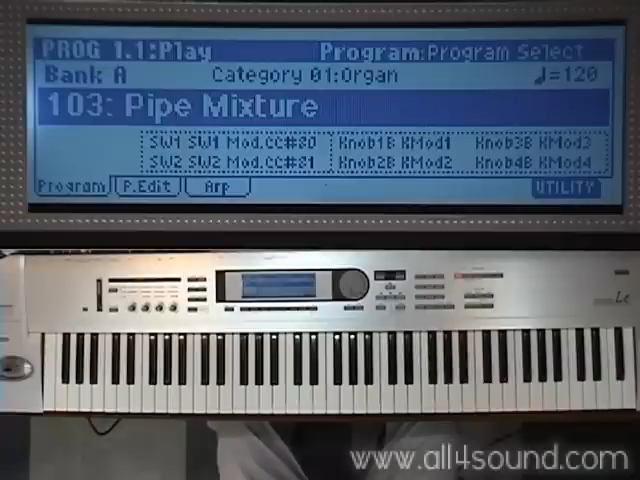 PROG 1.1:Play Program:Program Select
Bank A Category 01:Organ ♩=120
103: Pipe Mixture
SW1 SW1 Mod.CC#80 Knob1B KMod1 Knob3B KMod3
SW2 SW2 Mod.CC#81 Knob2B KMod2 Knob4B KMod4
Program P.Edit Arp UTILITY
Le
www.all4sound.com